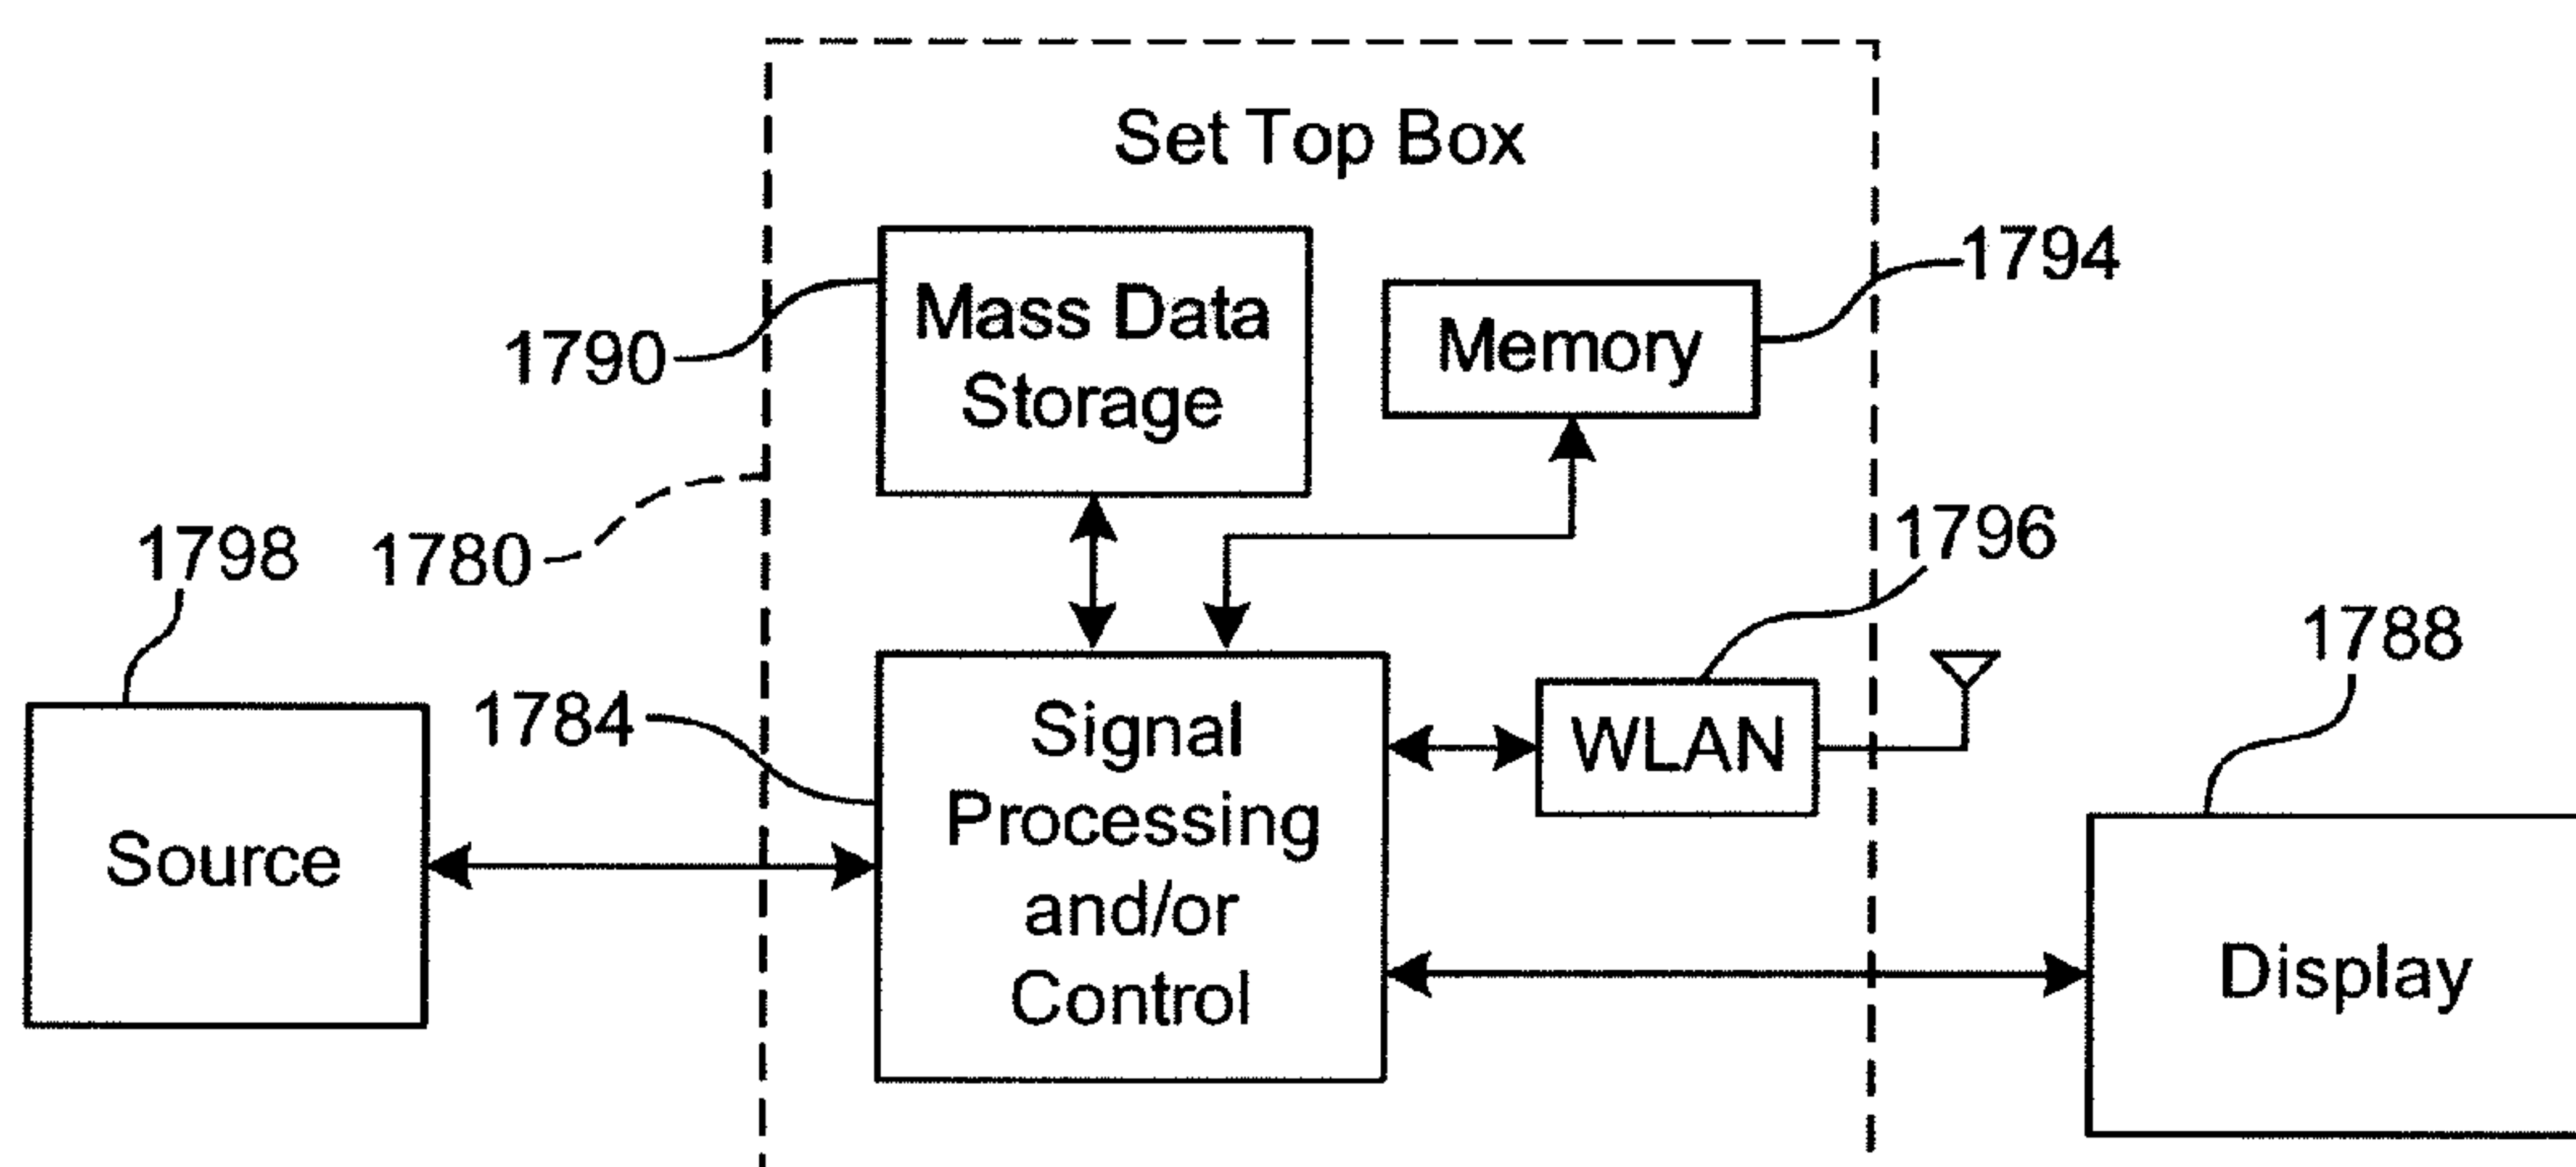 Set Top Box
1794
Mass Data
Storage
1790
Memory
1798
1780
1796
1788
1784
Signal
Processing
and/or
Control
WLAN
Source
Display